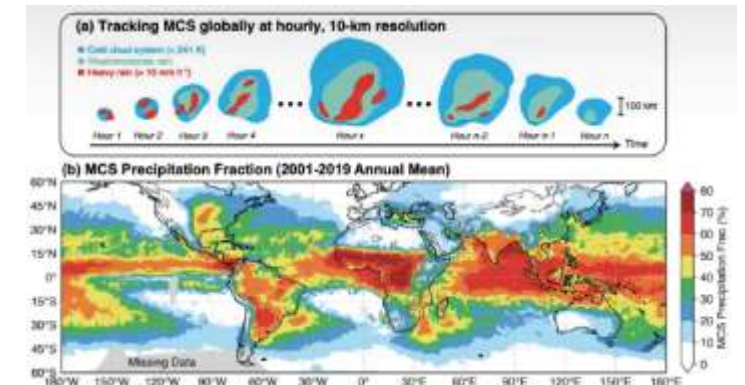 (a) Tracking MCS globally at hourly, 10-km resolution
Cold cloud system (< 241 K)
rain
Heavy rain (> 10 mm h⁻¹)
Hour 1 Hour 2 Hour 3 Hour 4 Hour x Hour n-2 Hour n-1 Hour n
100 km
Time
(b) MCS Precipitation Fraction (2001-2019 Annual Mean)
60°N
45°N
30°N
15°N
0°
15°S
30°S
45°S
60°S
Missing Data
180°W 150°W 120°W 90°W 60°W 30°W 0° 30°E 60°E 90°E 120°E 150°E 180°E
80
70
60
50
40
30
20
10
0
MCS Precipitation Frac (%)